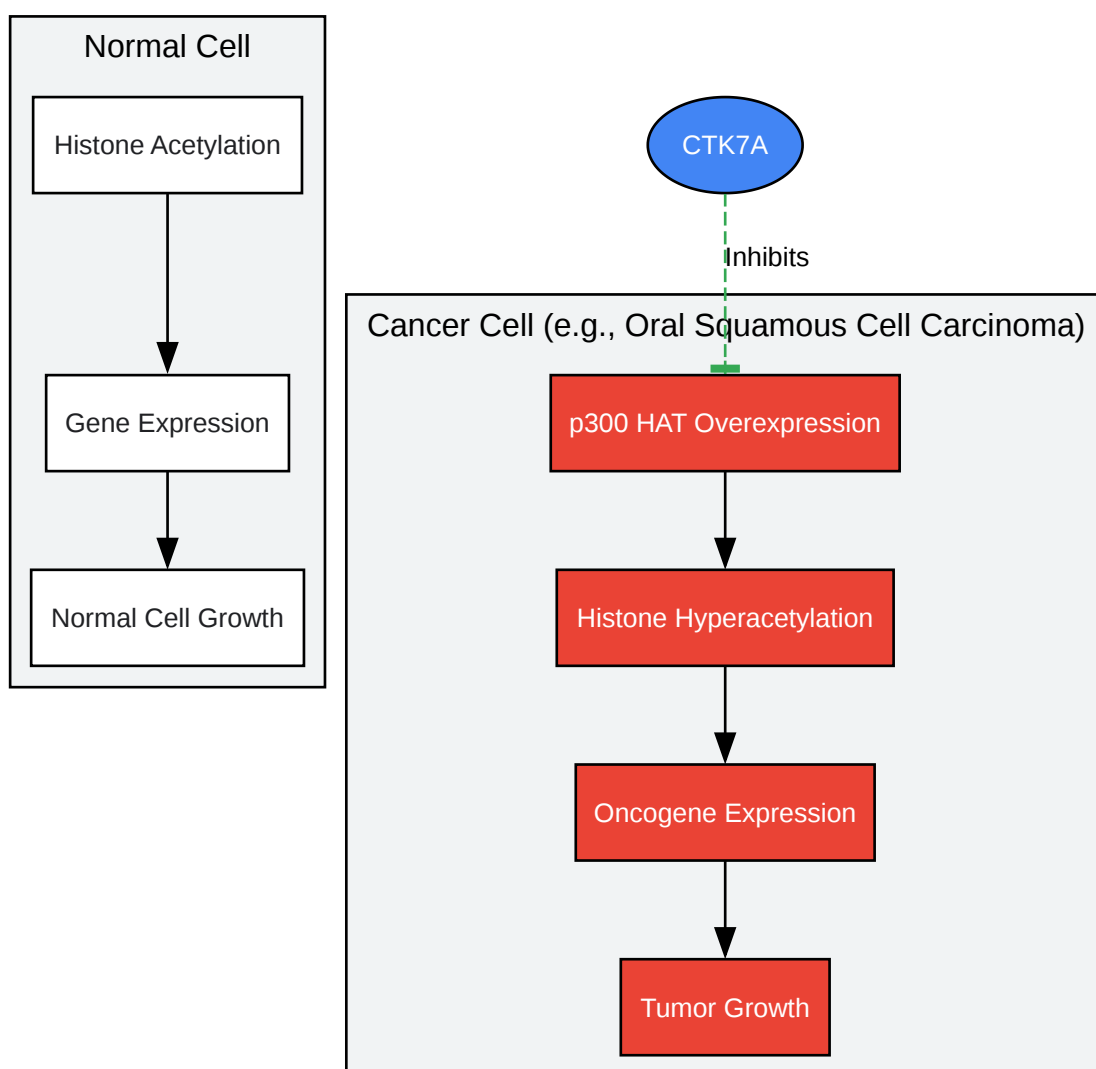 Normal Cell
Histone Acetylation
Gene Expression
Normal Cell Growth
CTK7A
Inhibits
Cancer Cell (e.g., Oral Squamous Cell Carcinoma)
p300 HAT Overexpression
Histone Hyperacetylation
Oncogene Expression
Tumor Growth